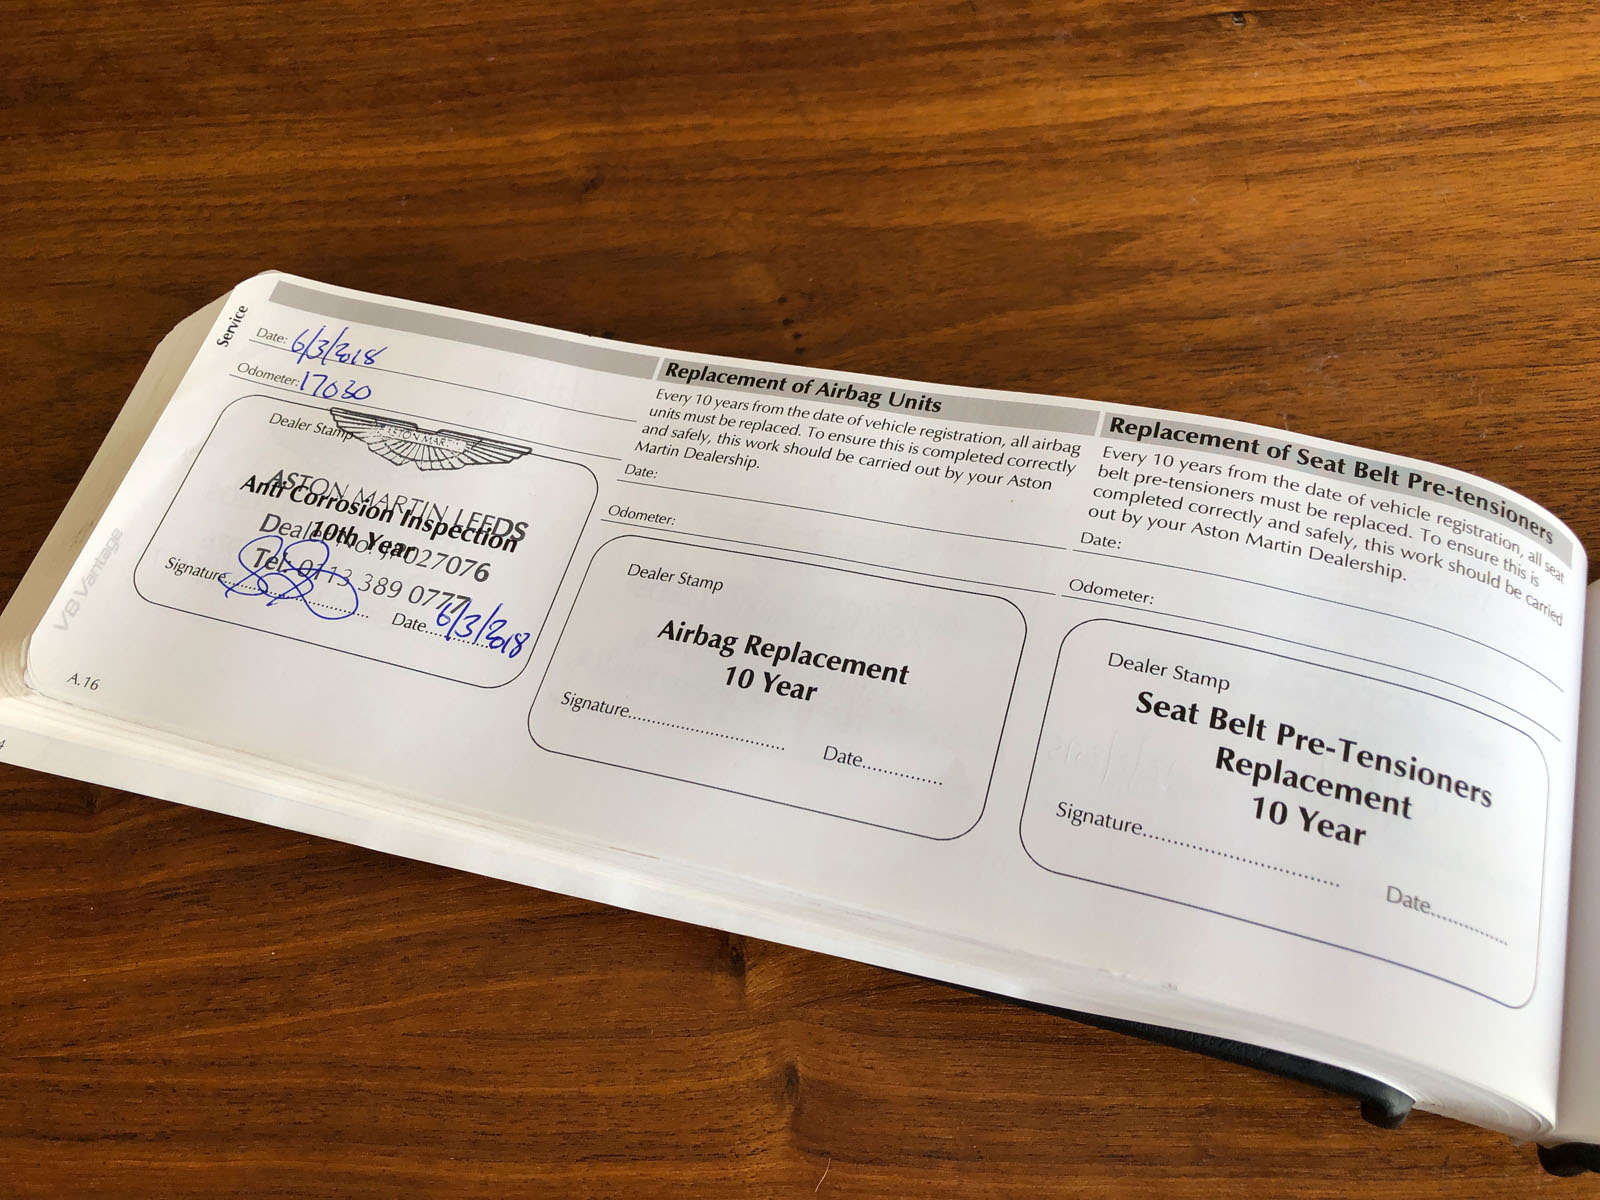 Service
Date: 6/3/2018
Odometer: 17030
Dealer Stamp
ASTON MARTIN
ASTON MARTIN LEEDS
Anti Corrosion Inspection
10th Year
Dealer No. 027076
Tel: 0113 389 0777
Signature
Date 6/3/2018
V8 Vantage
A.16
Replacement of Airbag Units
Every 10 years from the date of vehicle registration, all airbag
units must be replaced. To ensure this is completed correctly
and safely, this work should be carried out by your Aston
Martin Dealership.
Date:
Odometer:
Dealer Stamp
Airbag Replacement
10 Year
Signature..............................
Date................
Replacement of Seat Belt Pre-tensioners
Every 10 years from the date of vehicle registration, all seat
belt pre-tensioners must be replaced. To ensure this is
completed correctly and safely, this work should be carried
out by your Aston Martin Dealership.
Date:
Odometer:
Dealer Stamp
Seat Belt Pre-Tensioners
Replacement
10 Year
Signature..............................
Date...............